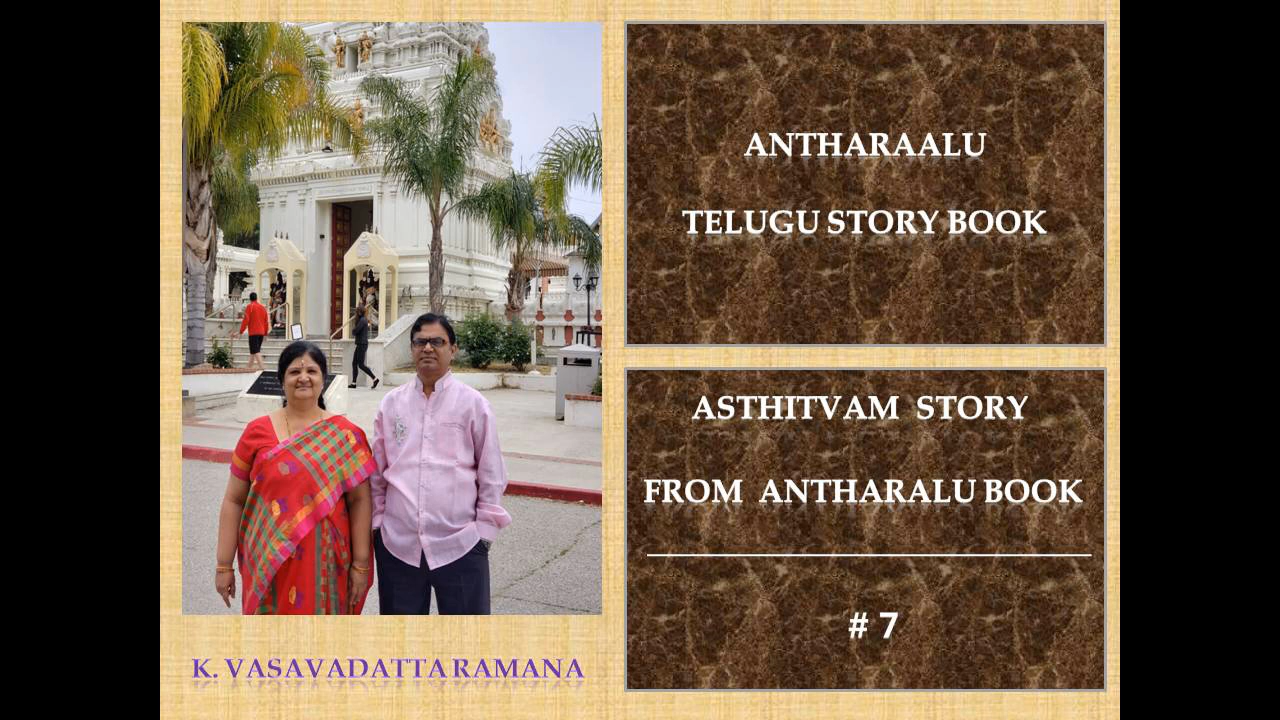 ANTHARAALU
TELUGU STORY BOOK
ASTHITVAM STORY
FROM ANTHARALU BOOK
# 7
K. VASAVADATTA RAMANA